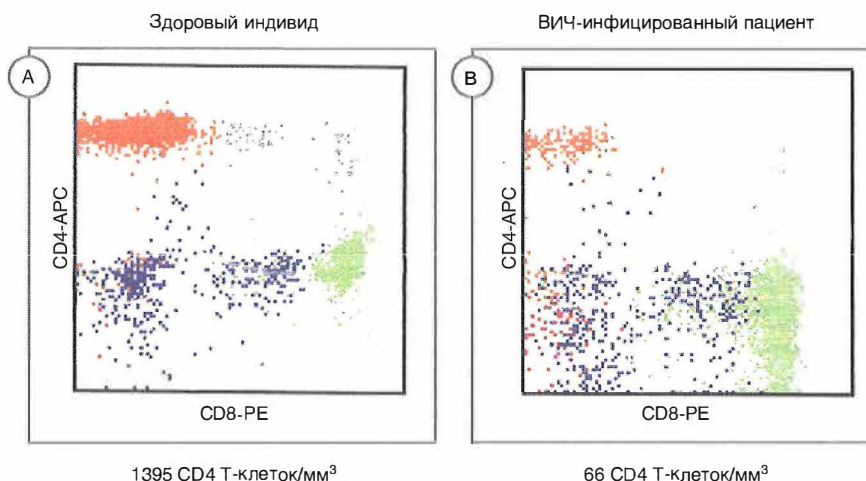 Здоровый индивид
ВИЧ-инфицированный пациент
A
B
CD4-APC
CD4-APC
CD8-PE
CD8-PE
1395 CD4 Т-клеток/мм³
66 CD4 Т-клеток/мм³